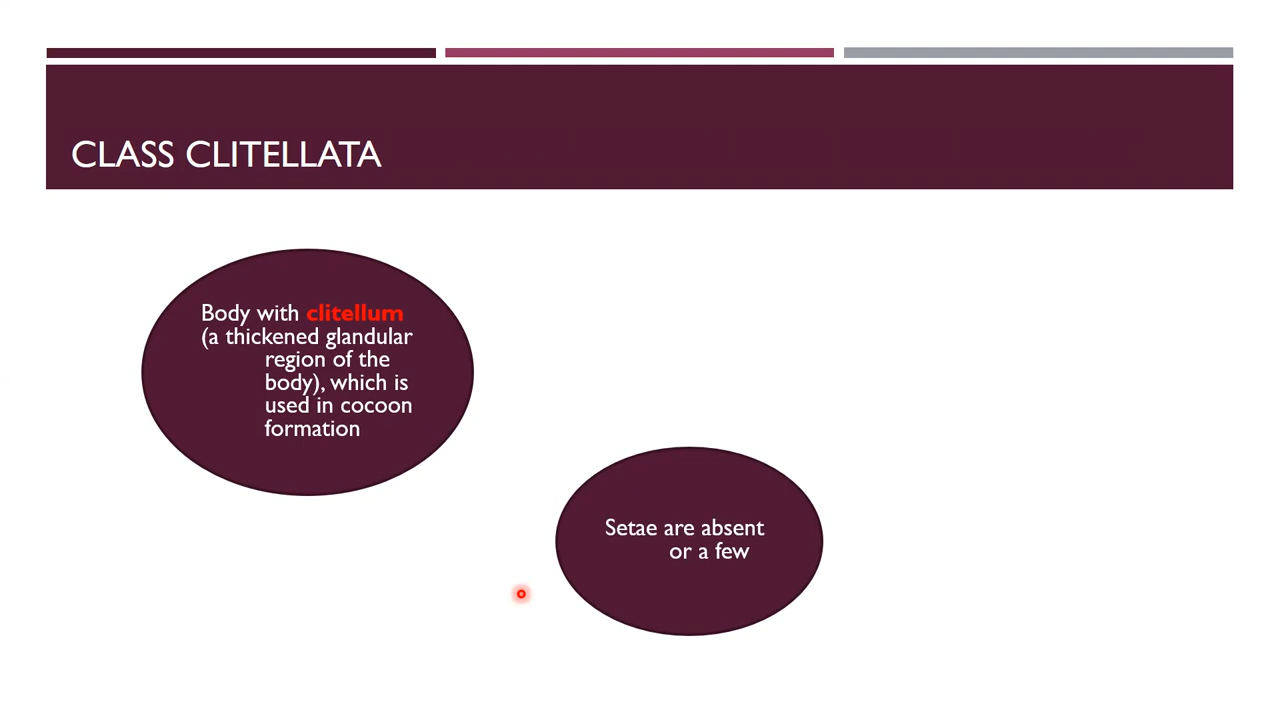 CLASS CLITELLATA
Body with clitellum
(a thickened glandular
region of the
body), which is
used in cocoon
formation
Setae are absent
or a few